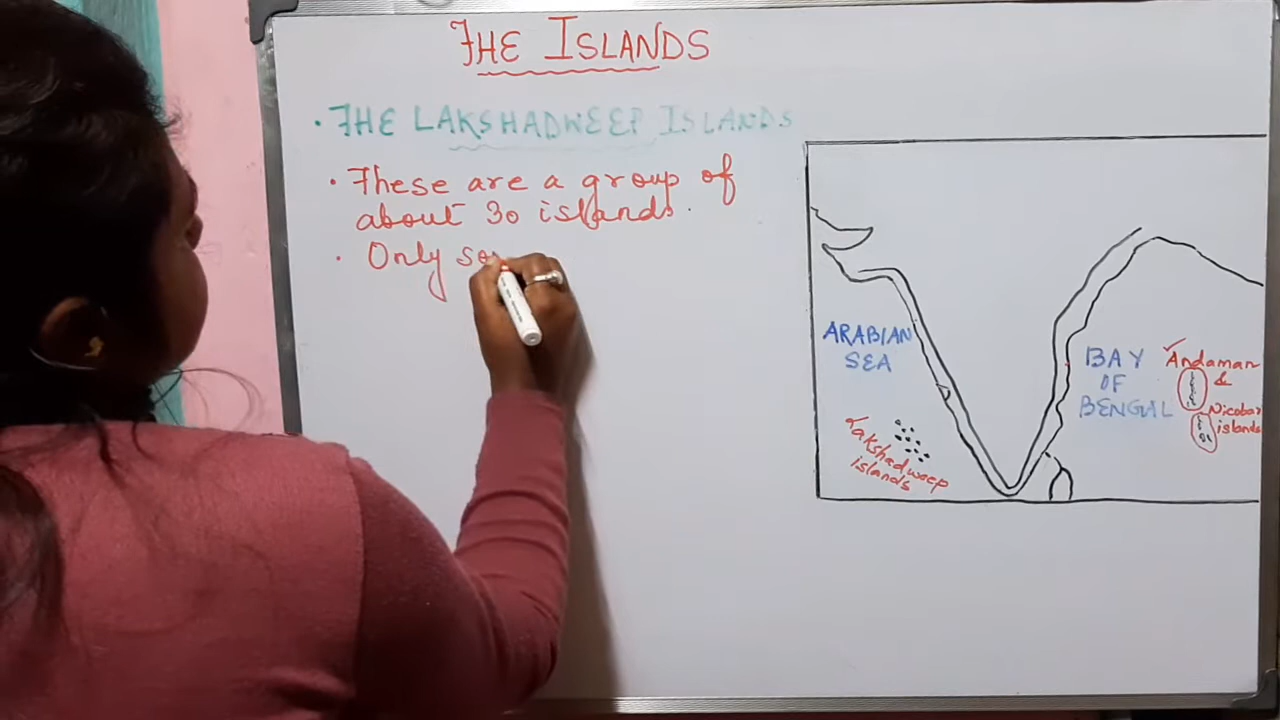 THE ISLANDS
• THE LAKSHADWEEP ISLANDS
• These are a group of
about 30 islands.
• Only so
ARABIAN
SEA
Lakshadweep
islands
BAY
OF
BENGAL
Andaman
&
Nicobar
islands